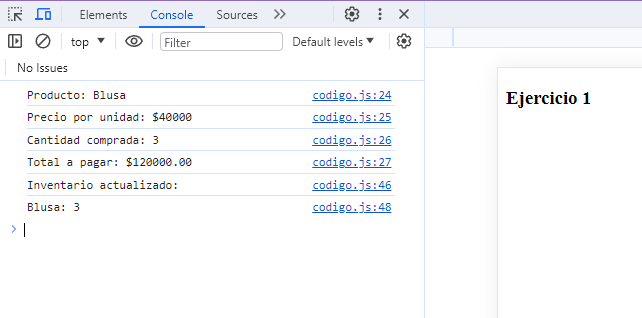 Elements Console Sources
top Filter Default levels
No Issues
Producto: Blusa codigo.js:24
Precio por unidad: $40000 codigo.js:25
Cantidad comprada: 3 codigo.js:26
Total a pagar: $120000.00 codigo.js:27
Inventario actualizado: codigo.js:46
Blusa: 3 codigo.js:48
Ejercicio 1